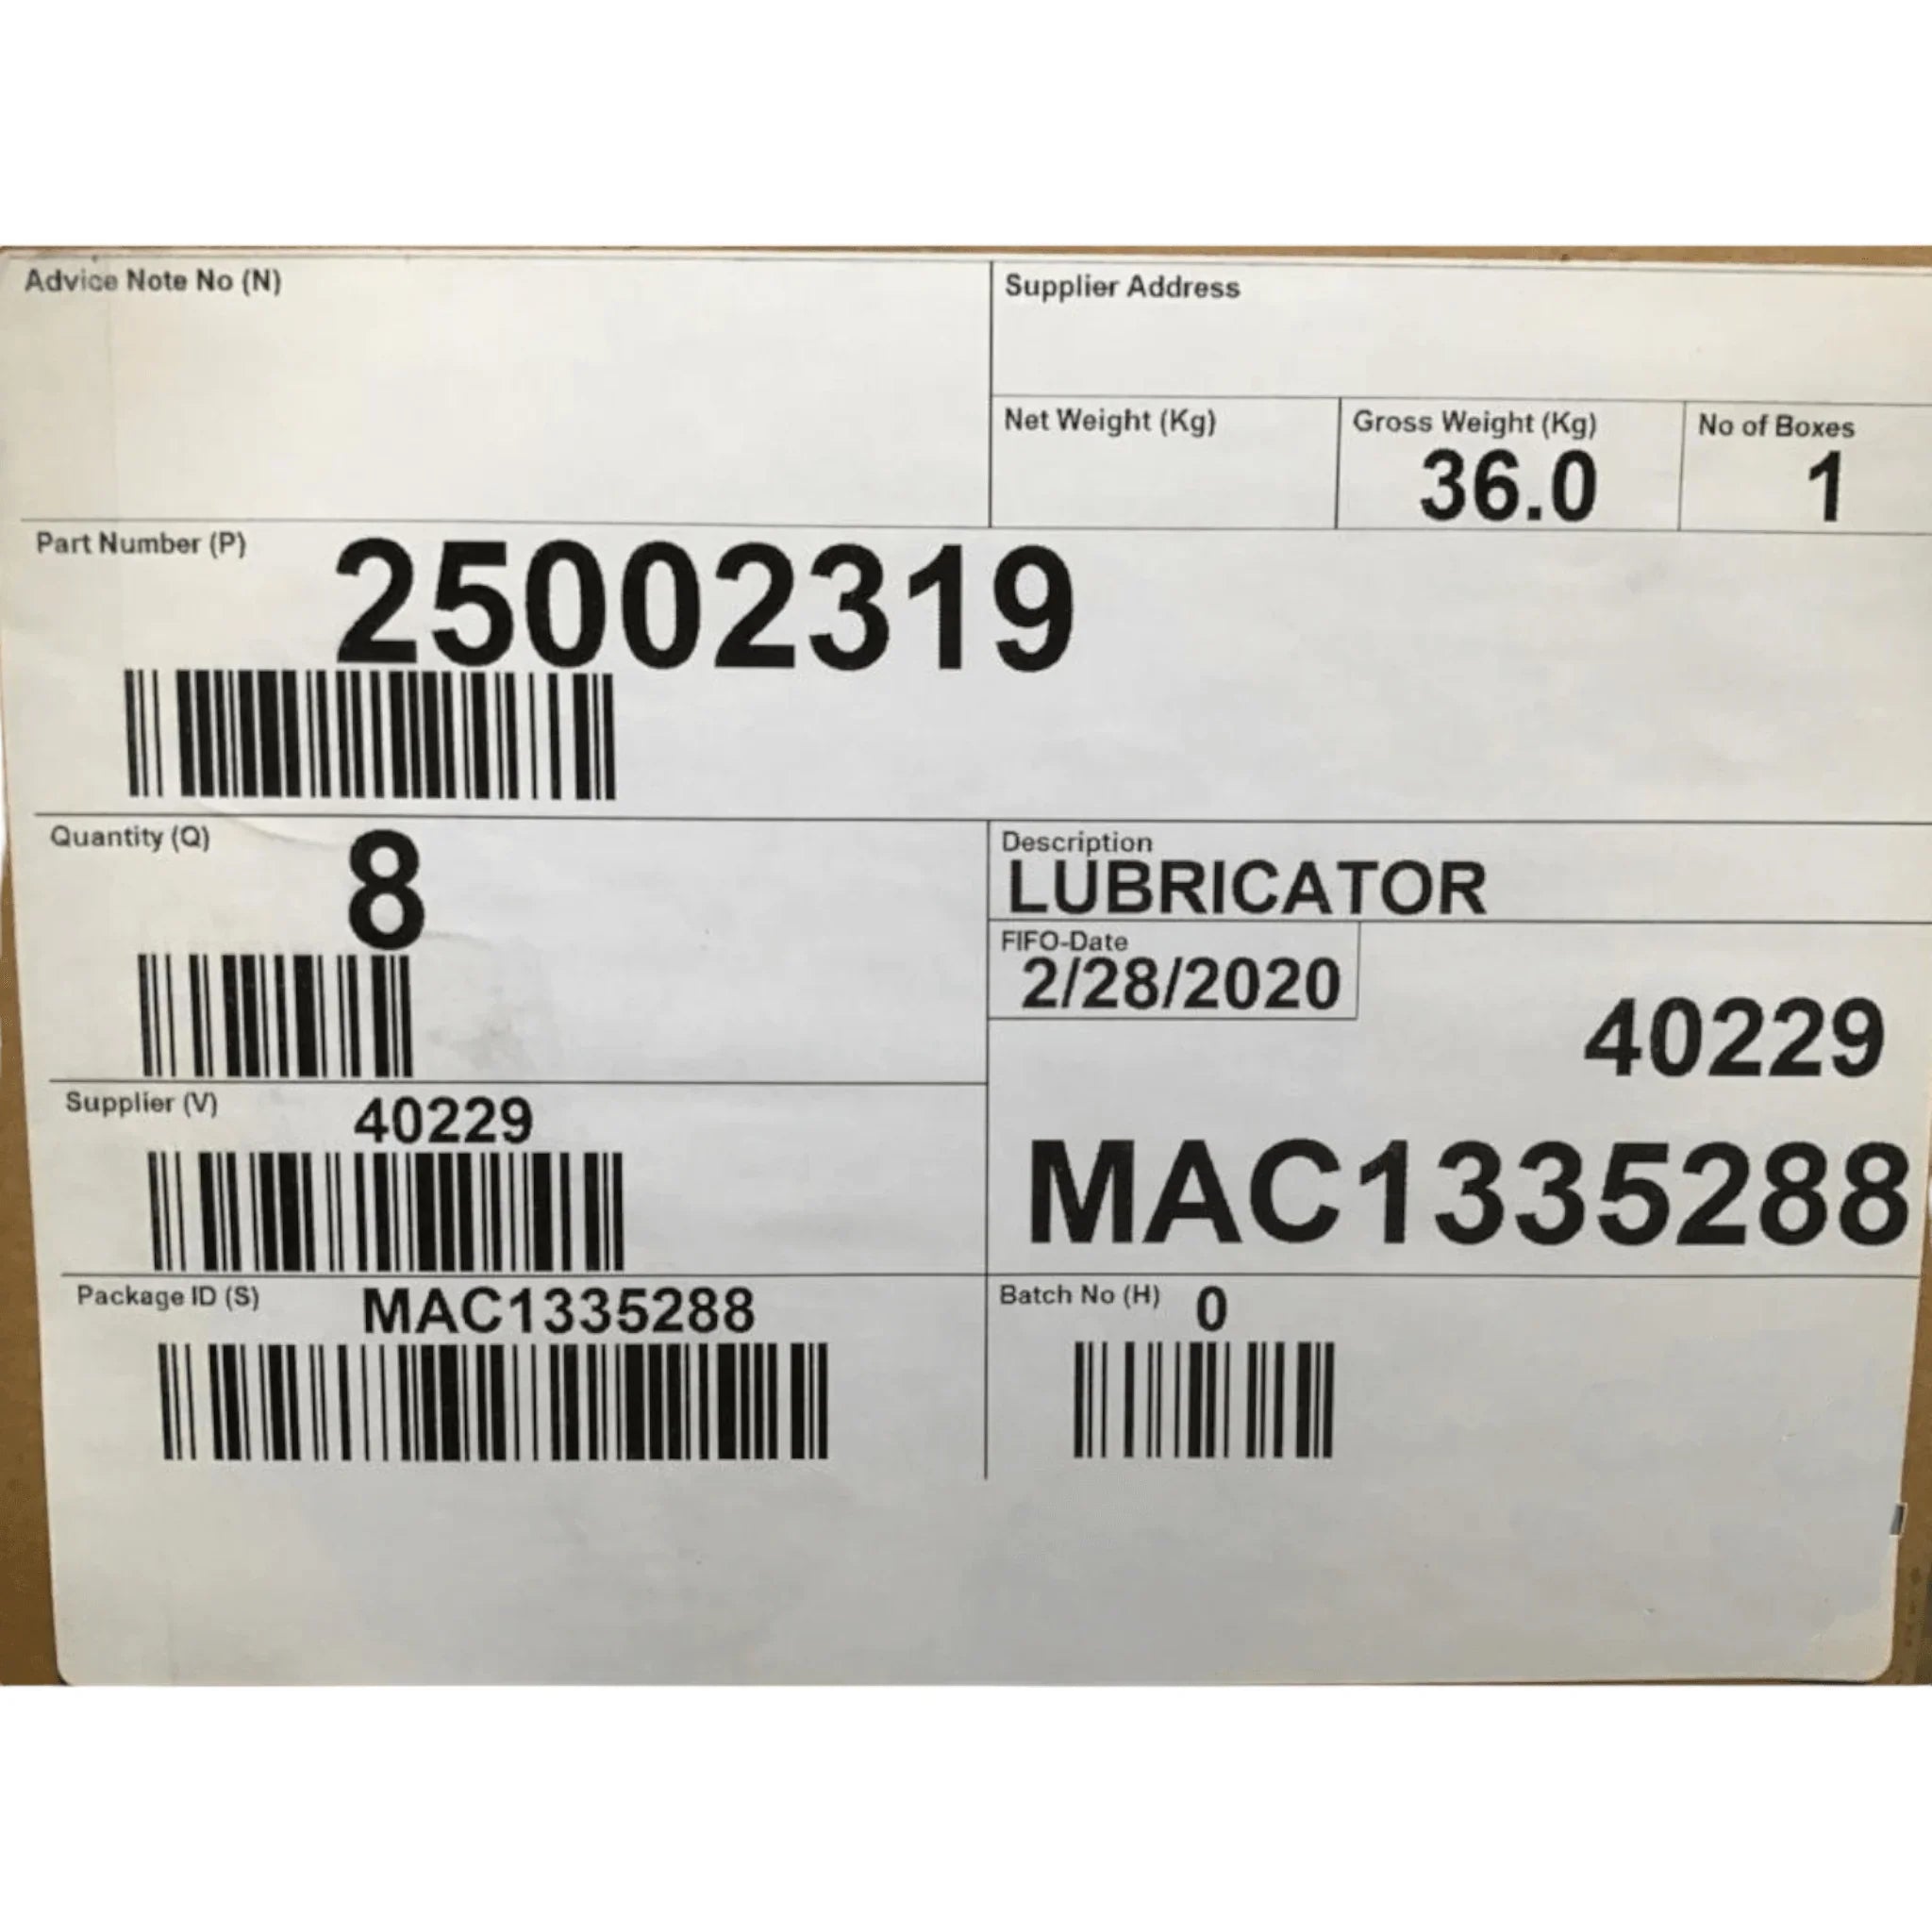 Advice Note No (N)
Supplier Address
Net Weight (Kg)
Gross Weight (Kg)
36.0
No of Boxes
1
Part Number (P)
25002319
Quantity (Q)
8
Description
LUBRICATOR
FIFO-Date
2/28/2020
40229
Supplier (V)
40229
MAC1335288
Package ID (S)
MAC1335288
Batch No (H)
0